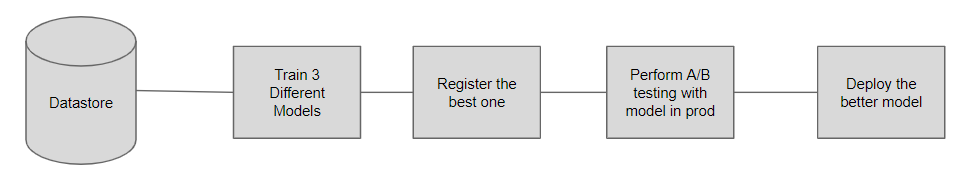 Datastore
Train 3
Different
Models
Register the
best one
Perform A/B
testing with
model in prod
Deploy the
better model